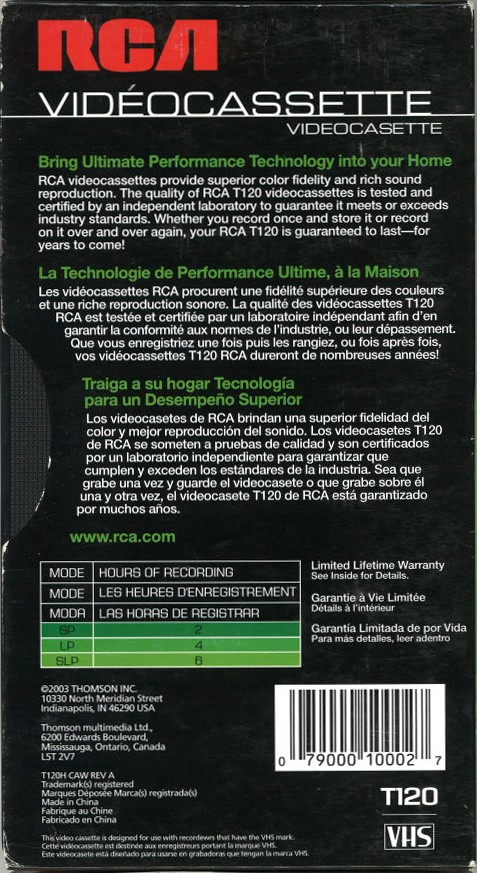 RCA
VIDÉOCASSETTE
VIDEOCASETTE
Bring Ultimate Performance Technology into your Home
RCA videocassettes provide superior color fidelity and rich sound
reproduction. The quality of RCA T120 videocassettes is tested and
certified by an independent laboratory to guarantee it meets or exceeds
industry standards. Whether you record once and store it or record
on it over and over again, your RCA T120 is guaranteed to last—for
years to come!
La Technologie de Performance Ultime, à la Maison
Les vidéocassettes RCA procurent une fidélité supérieure des couleurs
et une riche reproduction sonore. La qualité des vidéocassettes T120
RCA est testée et certifiée par un laboratoire indépendant afin d'en
garantir la conformité aux normes de l'industrie, ou leur dépassement.
Que vous enregistriez une fois puis les rangiez, ou fois après fois,
vos vidéocassettes T120 RCA dureront de nombreuses années!
Traiga a su hogar Tecnología
para un Desempeño Superior
Los videocasetes de RCA brindan una superior fidelidad del
color y mejor reproducción del sonido. Los videocasetes T120
de RCA se someten a pruebas de calidad y son certificados
por un laboratorio independiente para garantizar que
cumplen y exceden los estándares de la industria. Sea que
grabe una vez y guarde el videocasete o que grabe sobre él
una y otra vez, el videocasete T120 de RCA está garantizado
por muchos años.
www.rca.com
MODE HOURS OF RECORDING
MODE LES HEURES D'ENREGISTREMENT
MODA LAS HORAS DE REGISTRAR
SP 2
LP 4
SLP 6
Limited Lifetime Warranty
See Inside for Details.
Garantie à Vie Limitée
Détails à l'intérieur
Garantía Limitada de por Vida
Para más detalles, leer adentro
©2003 THOMSON INC.
10330 North Meridian Street
Indianapolis, IN 46290 USA
Thomson multimedia Ltd.,
6200 Edwards Boulevard,
Mississauga, Ontario, Canada
L5T 2V7
T120H CAW REV A
Trademark(s) registered
Marques Déposée Marca(s) registrada(s)
Made in China
Fabrique au Chine
Fabricado en China
This video cassette is designed for use with recordewrs that have the VHS mark.
Cette vidéocassette est destinée aux enregistreurs portant la marque VHS.
Este videocasete está diseñado para usarse en grabadoras que tengan la marca VHS.
0 79000 10002 7
T120
VHS